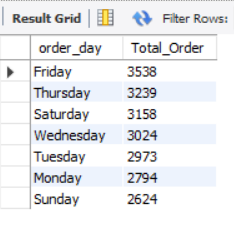 Result Grid Filter Rows:
order_day Total_Order
Friday 3538
Thursday 3239
Saturday 3158
Wednesday 3024
Tuesday 2973
Monday 2794
Sunday 2624